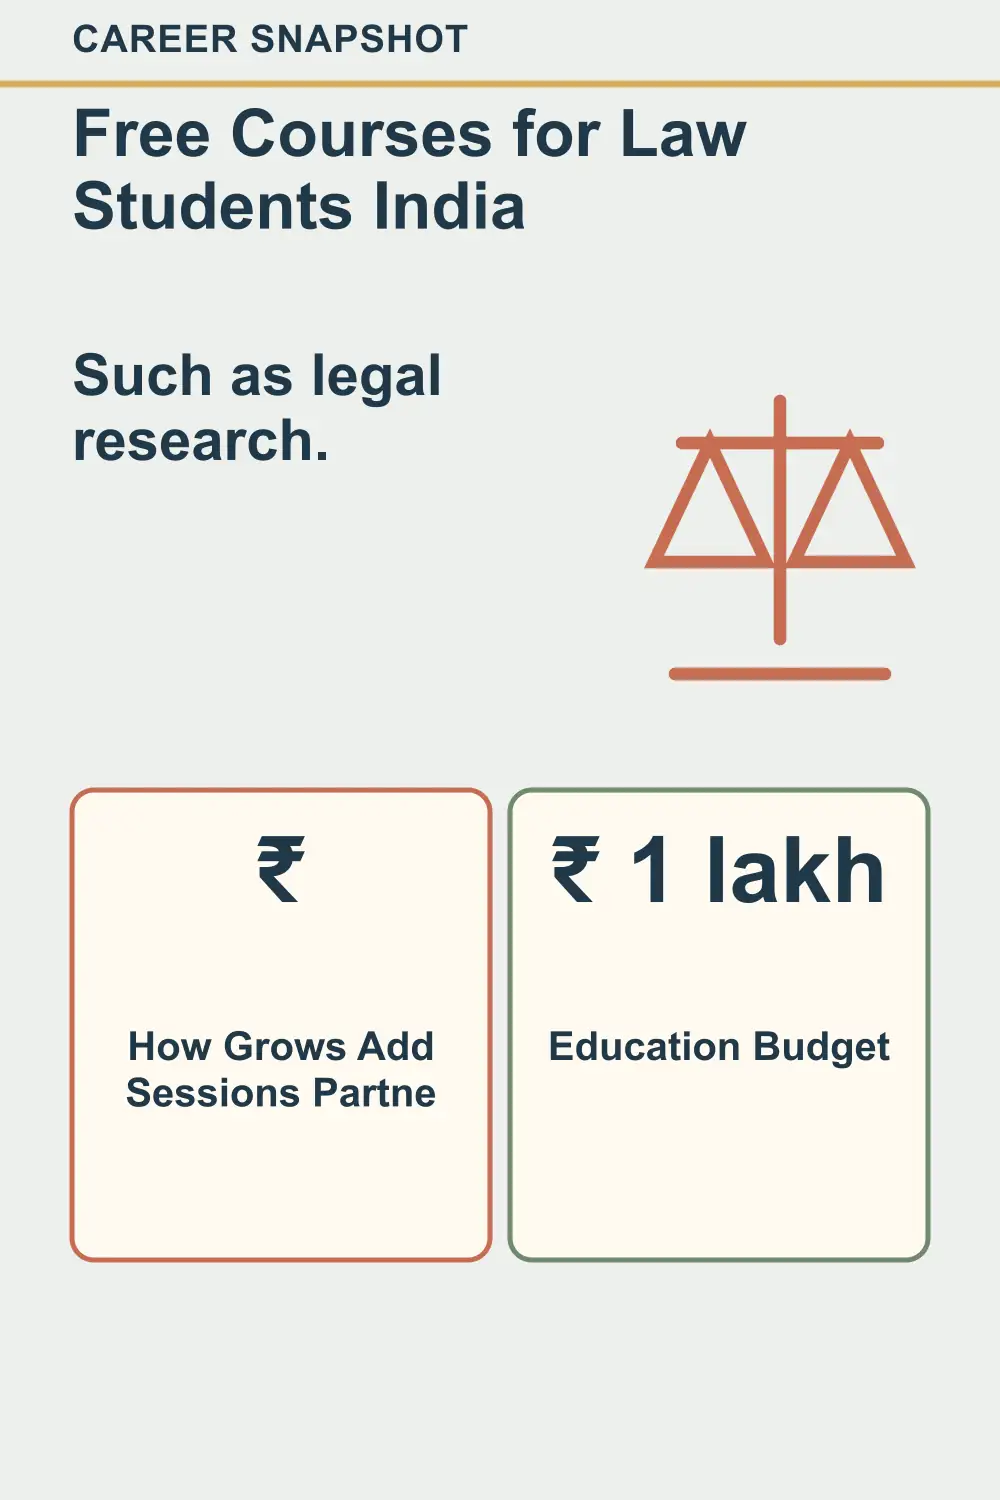 CAREER SNAPSHOT
Free Courses for Law
Students India
Such as legal
research.
₹
How Grows Add
Sessions Partne
₹ 1 lakh
Education Budget